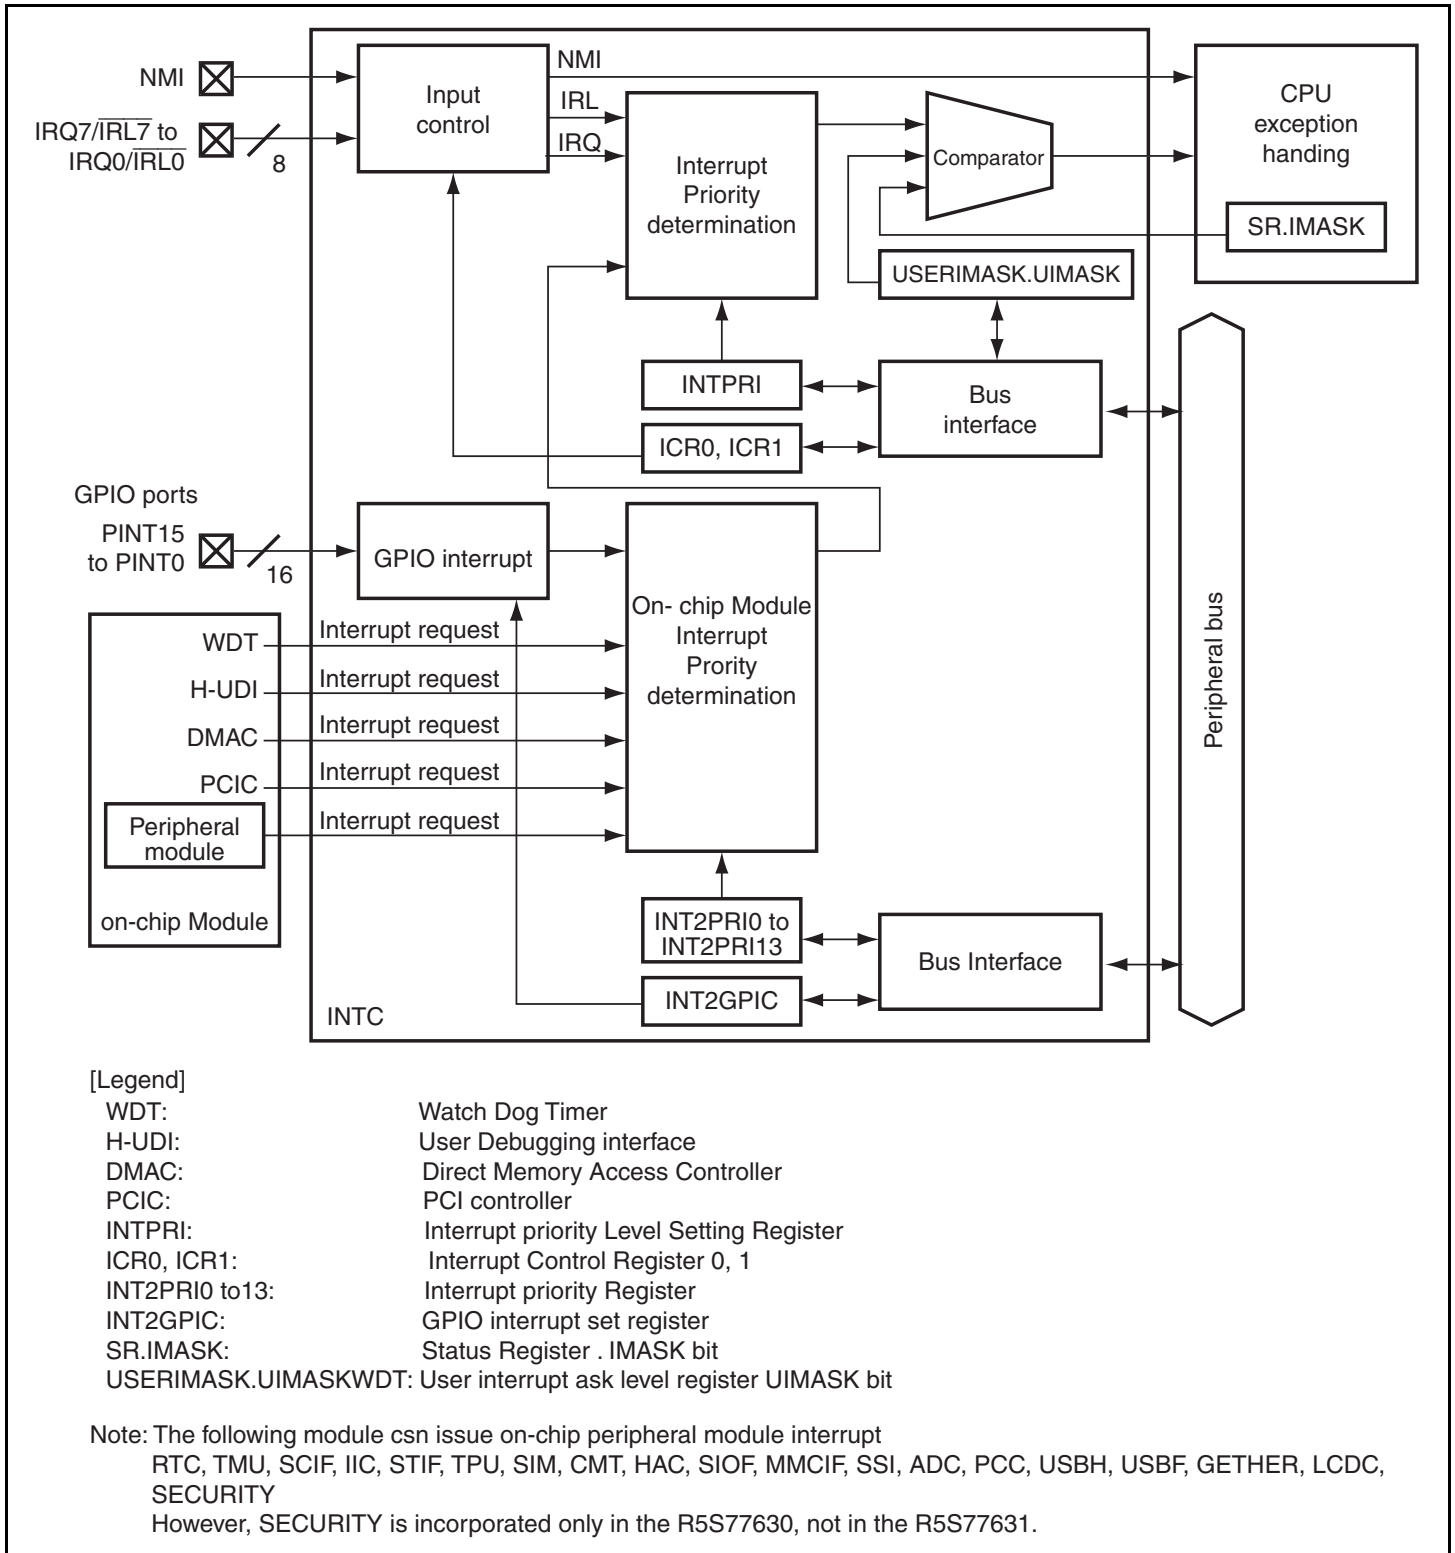 NMI
IRQ7/IRL7 to
IRQ0/IRL0
8
Input
control
NMI
IRL
IRQ
Interrupt
Priority
determination
Comparator
CPU
exception
handing
SR.IMASK
USERIMASK.UIMASK
INTPRI
ICR0, ICR1
Bus
interface
GPIO ports
PINT15
to PINT0
16
GPIO interrupt
On- chip Module
Interrupt
Prority
determination
WDT
Interrupt request
H-UDI
Interrupt request
DMAC
Interrupt request
PCIC
Interrupt request
Peripheral
module
Interrupt request
on-chip Module
INT2PRI0 to
INT2PRI13
INT2GPIC
Bus Interface
Peripheral bus
INTC
[Legend]
WDT: Watch Dog Timer
H-UDI: User Debugging interface
DMAC: Direct Memory Access Controller
PCIC: PCI controller
INTPRI: Interrupt priority Level Setting Register
ICR0, ICR1: Interrupt Control Register 0, 1
INT2PRI0 to13: Interrupt priority Register
INT2GPIC: GPIO interrupt set register
SR.IMASK: Status Register . IMASK bit
USERIMASK.UIMASKWDT: User interrupt ask level register UIMASK bit
Note: The following module csn issue on-chip peripheral module interrupt
RTC, TMU, SCIF, IIC, STIF, TPU, SIM, CMT, HAC, SIOF, MMCIF, SSI, ADC, PCC, USBH, USBF, GETHER, LCDC,
SECURITY
However, SECURITY is incorporated only in the R5S77630, not in the R5S77631.